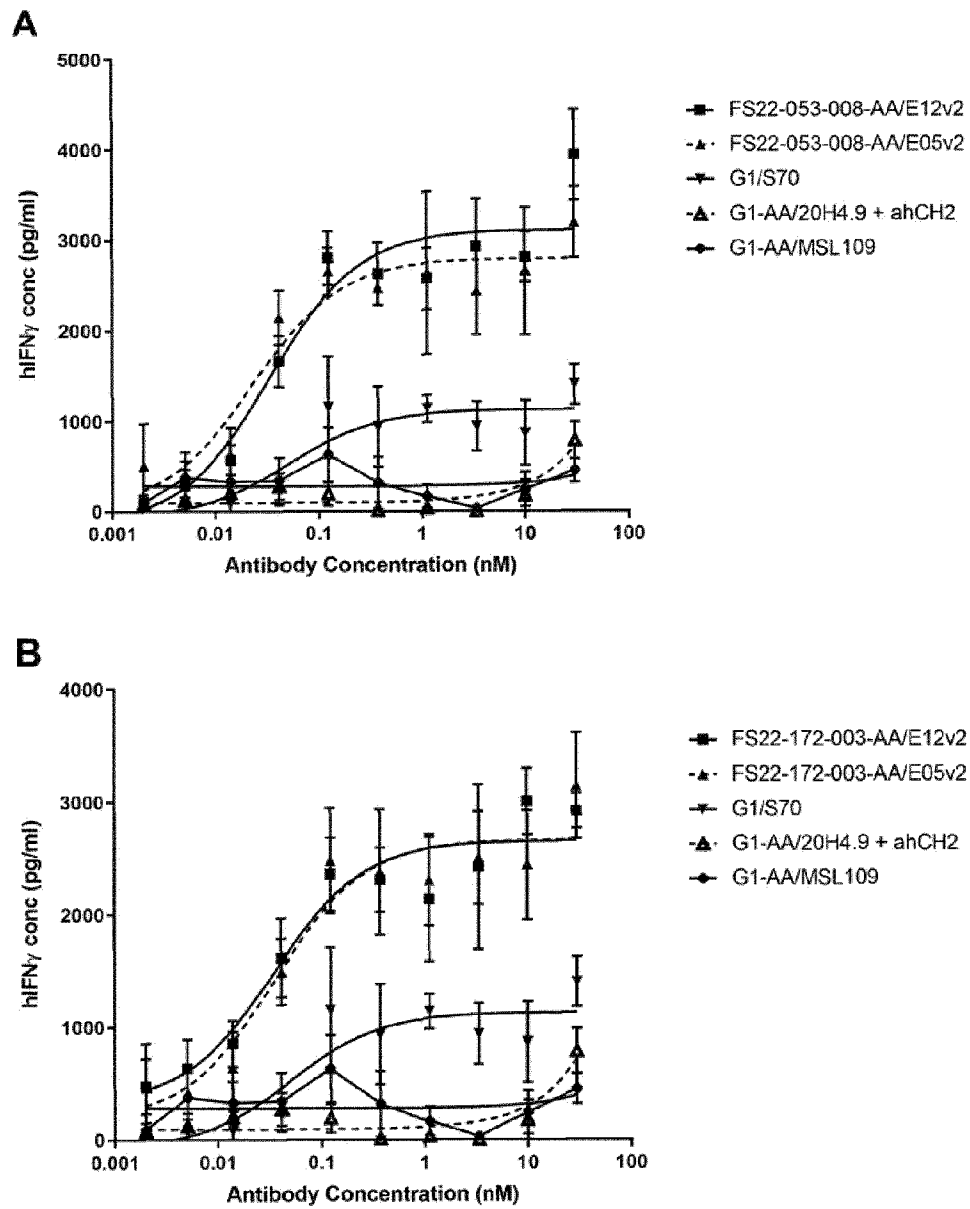 A
5000
4000
3000
2000
1000
0
hIFNγ conc (pg/ml)
0.001
0.01
0.1
1
10
100
Antibody Concentration (nM)
FS22-053-008-AA/E12v2
FS22-053-008-AA/E05v2
G1/S70
G1-AA/20H4.9 + ahCH2
G1-AA/MSL109
B
4000
3000
2000
1000
0
hIFNγ conc (pg/ml)
0.001
0.01
0.1
1
10
100
Antibody Concentration (nM)
FS22-172-003-AA/E12v2
FS22-172-003-AA/E05v2
G1/S70
G1-AA/20H4.9 + ahCH2
G1-AA/MSL109